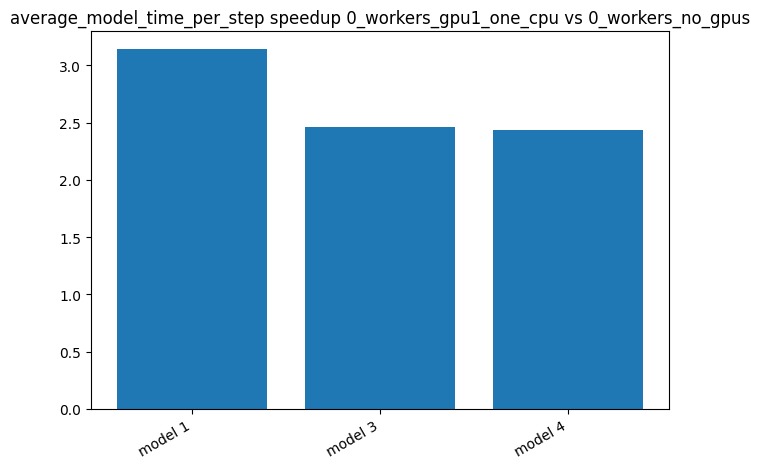 average_model_time_per_step speedup 0_workers_gpu1_one_cpu vs 0_workers_no_gpus
3.0
2.5
2.0
1.5
1.0
0.5
0.0
model 1
model 3
model 4